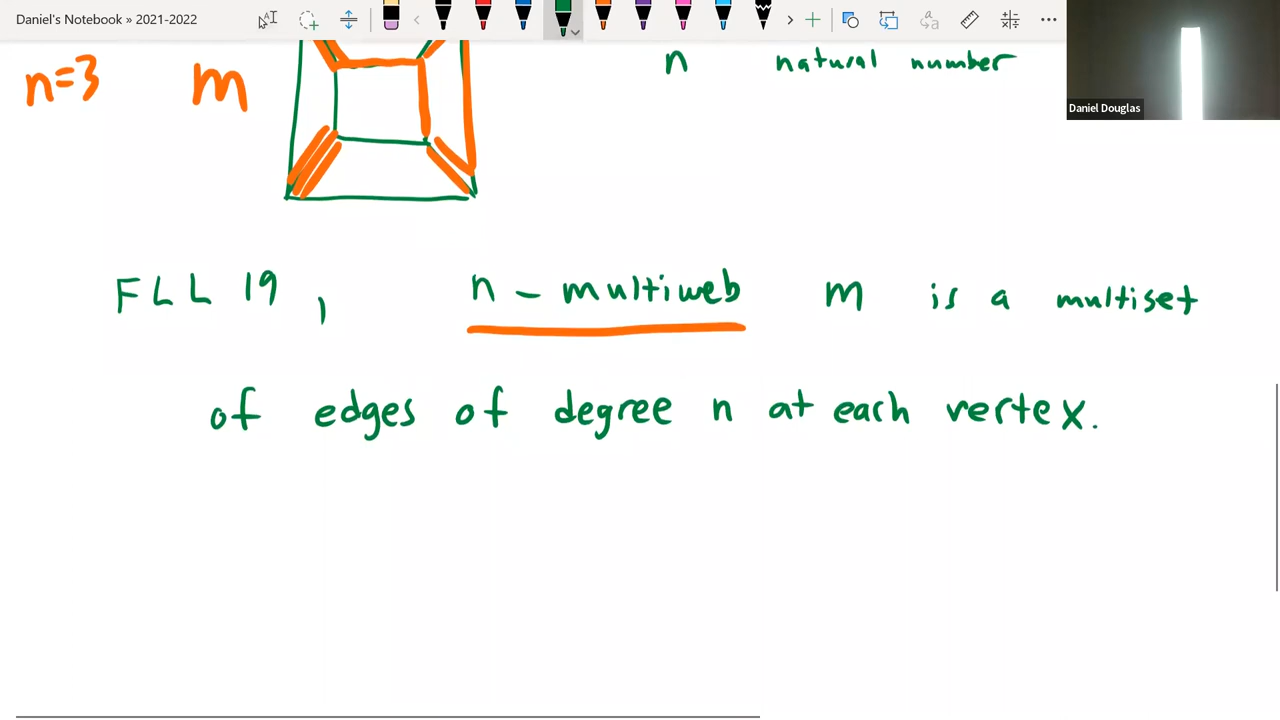 Daniel's Notebook » 2021-2022
n natural number
Daniel Douglas
n=3 m
FLL 19, n - multiweb m is a multiset
of edges of degree n at each vertex.